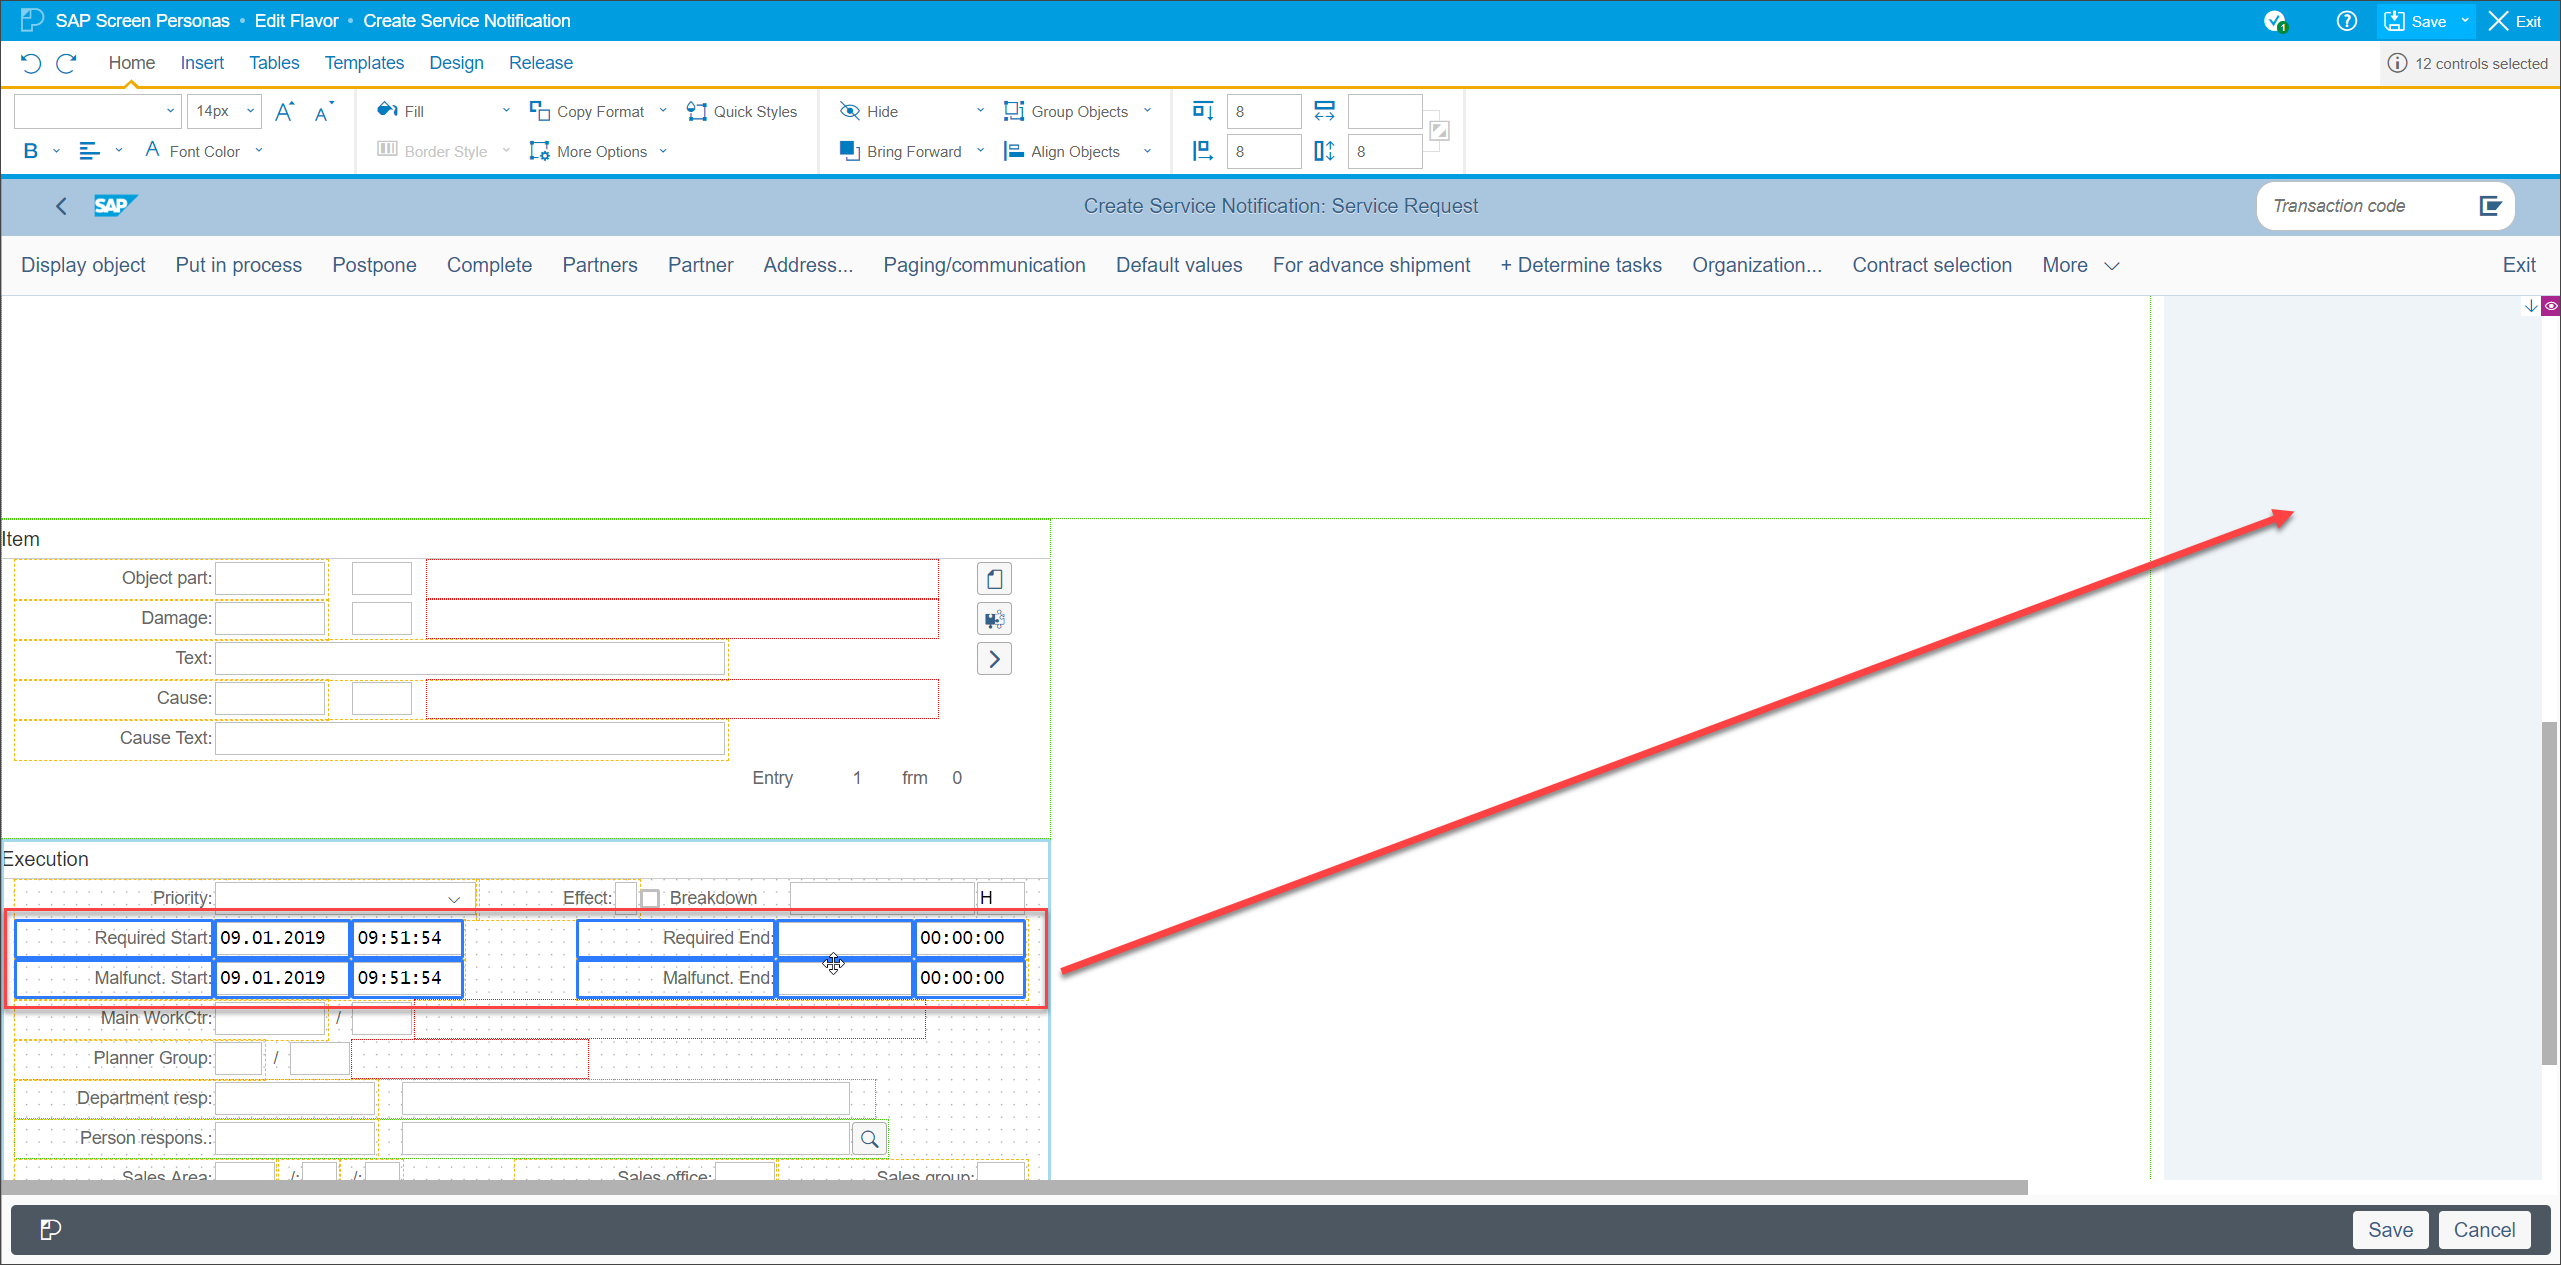 SAP Screen Personas • Edit Flavor • Create Service Notification
1
Save
Exit
Home Insert Tables Templates Design Release
12 controls selected
14px
A A
Fill
Copy Format
Quick Styles
Hide
Group Objects
8
B
A Font Color
Border Style
More Options
Bring Forward
Align Objects
8
8
SAP
Create Service Notification: Service Request
Transaction code
Display object Put in process Postpone Complete Partners Partner Address... Paging/communication Default values For advance shipment + Determine tasks Organization... Contract selection More Exit
Item
Object part:
Damage:
Text:
Cause:
Cause Text:
Entry 1 frm 0
Execution
Priority: Effect: Breakdown H
Required Start: 09.01.2019 09:51:54 Required End: 00:00:00
Malfunct. Start: 09.01.2019 09:51:54 Malfunct. End: 00:00:00
Main WorkCtr: /
Planner Group: /
Department resp:
Person respons.:
Sales Area: /: /: Sales office: Sales group:
Save Cancel